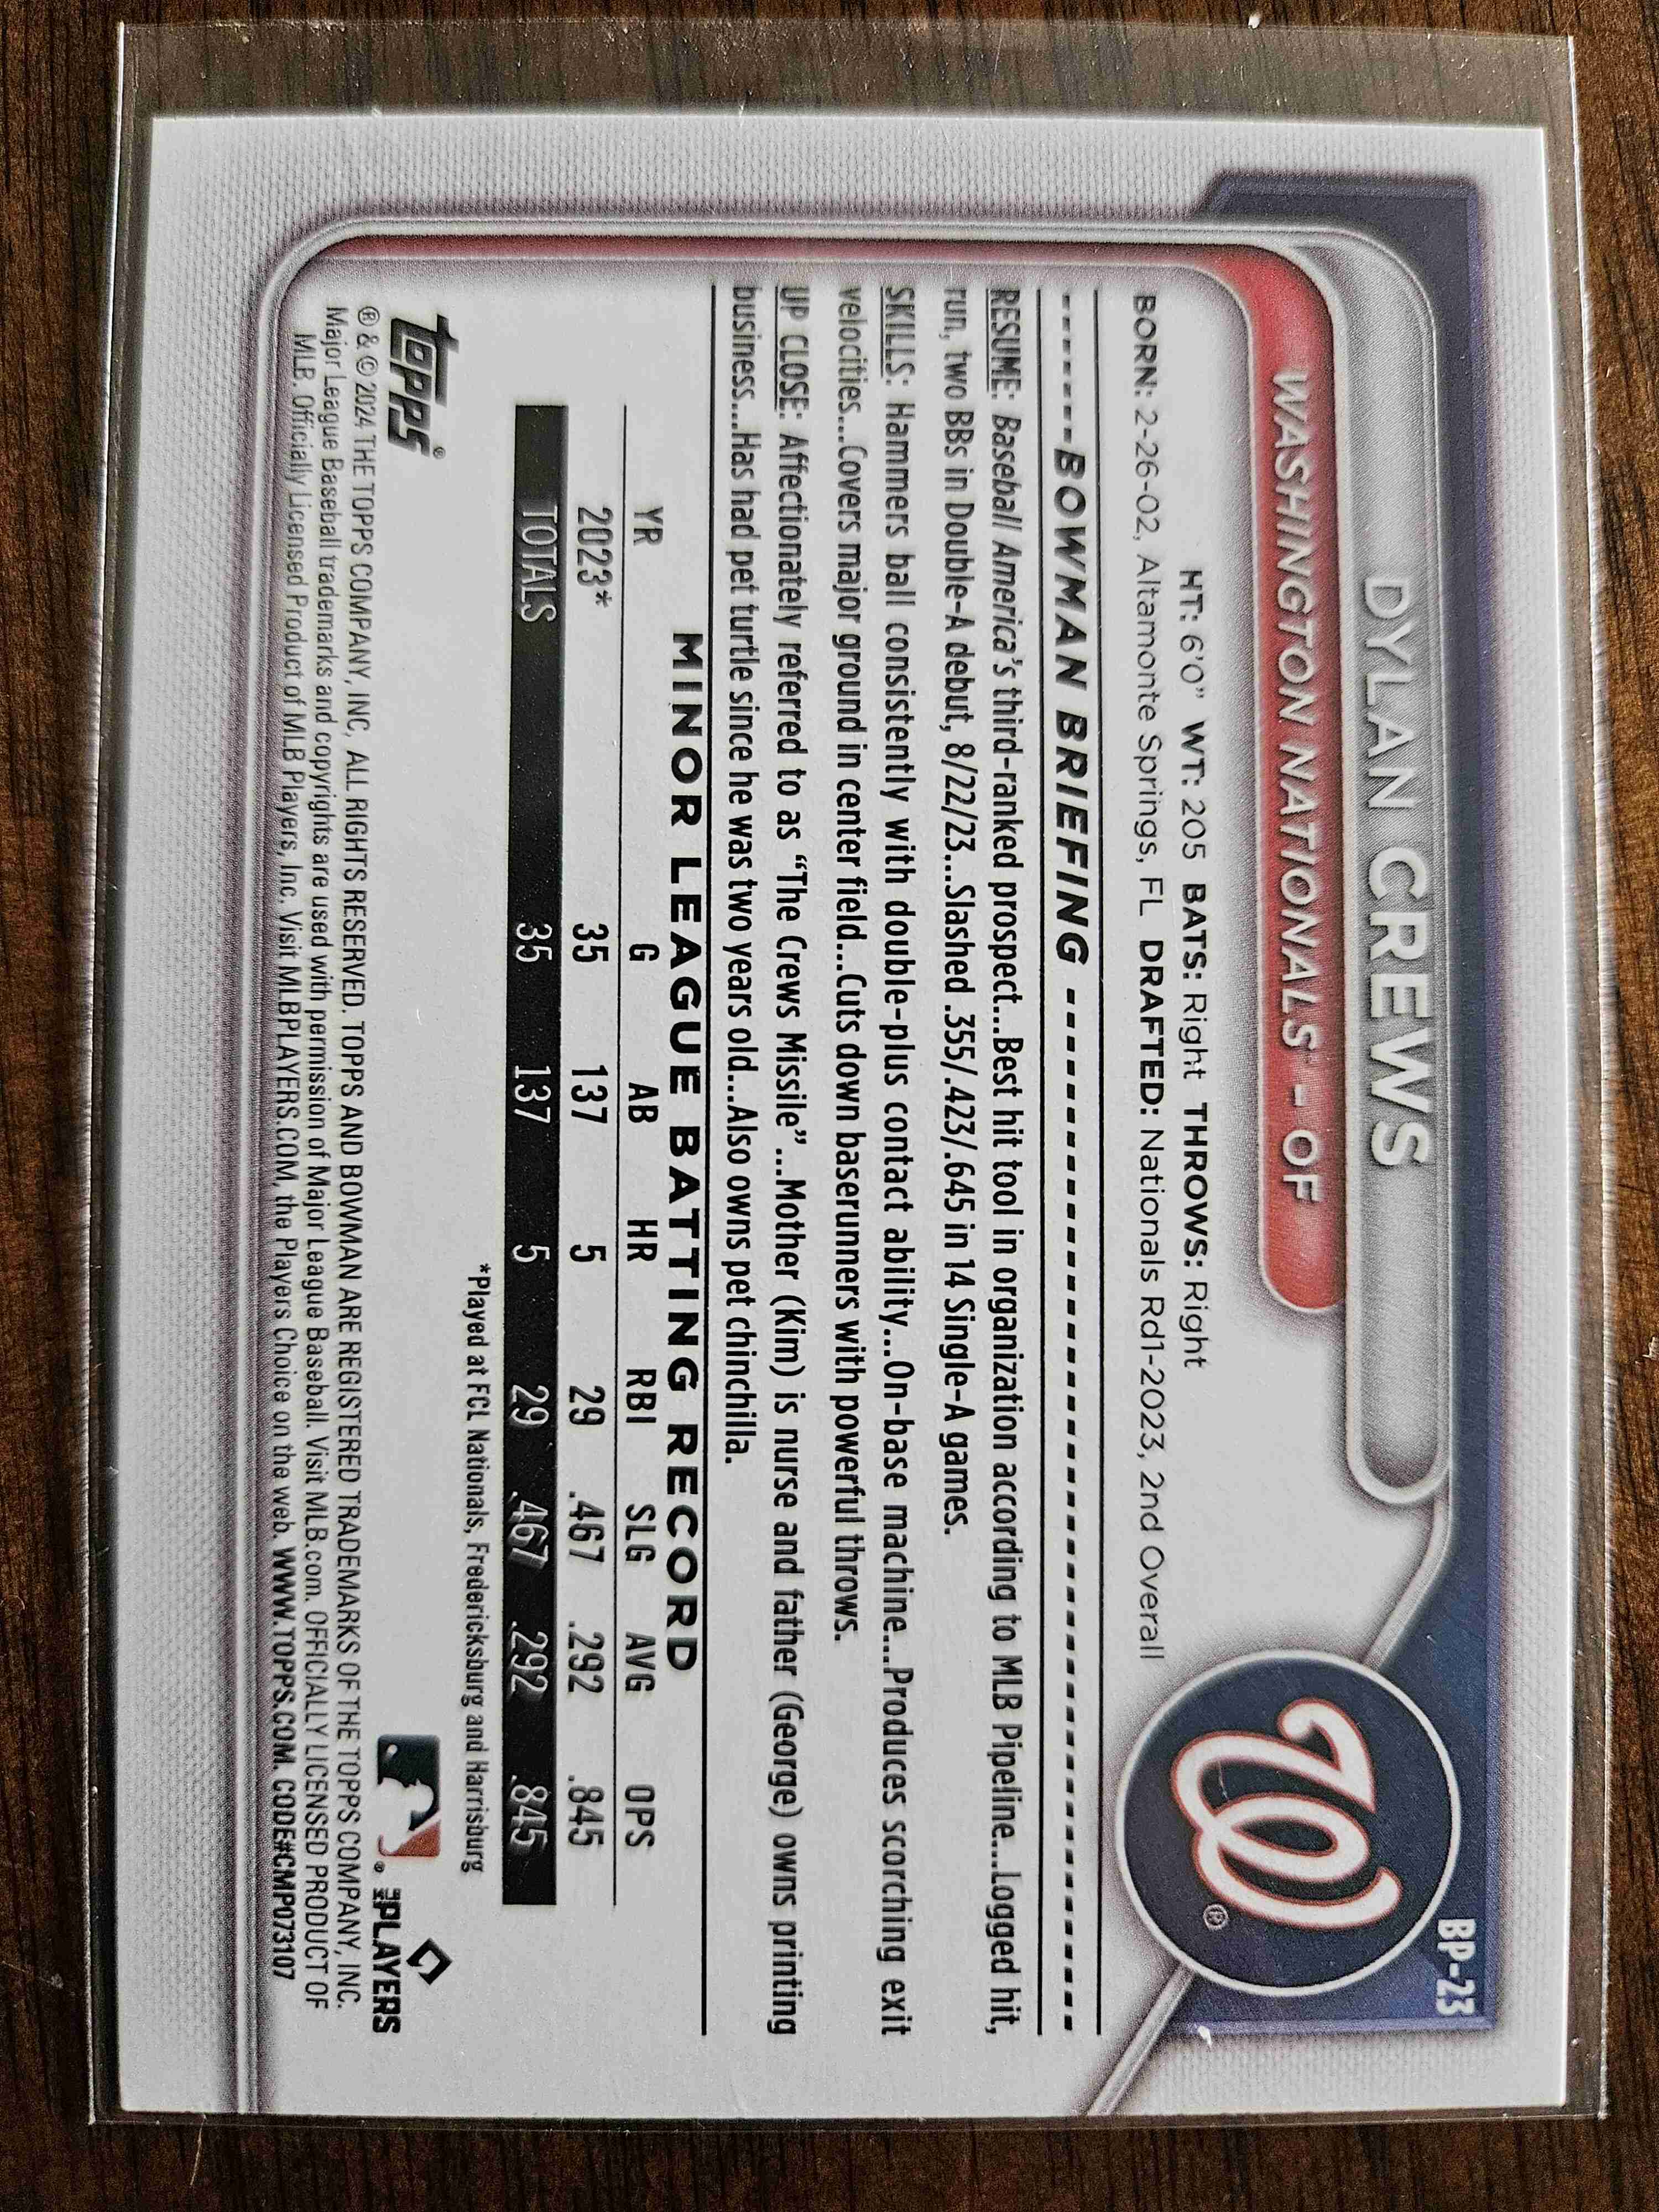 BP-23
DYLAN CREWS
WASHINGTON NATIONALS® - OF
W®
HT: 6'0" WT: 205 BATS: Right THROWS: Right
BORN: 2-26-02, Altamonte Springs, FL DRAFTED: Nationals Rd1-2023, 2nd Overall
------BOWMAN BRIEFING ------------------------------
RESUME: Baseball America's third-ranked prospect...Best hit tool in organization according to MLB Pipeline...Logged hit,
run, two BBs in Double-A debut, 8/22/23...Slashed .355/.423/.645 in 14 Single-A games.
SKILLS: Hammers ball consistently with double-plus contact ability...On-base machine...Produces scorching exit
velocities...Covers major ground in center field...Cuts down baserunners with powerful throws.
UP CLOSE: Affectionately referred to as “The Crews Missile”...Mother (Kim) is nurse and father (George) owns printing
business...Has had pet turtle since he was two years old...Also owns pet chinchilla.
MINOR LEAGUE BATTING RECORD
YR G AB HR RBI SLG AVG OPS
2023* 35 137 5 29 .467 .292 .845
TOTALS 35 137 5 29 .467 .292 .845
*Played at FCL Nationals, Fredericksburg and Harrisburg
topps®
® PLAYERS
® & © 2024 THE TOPPS COMPANY, INC. ALL RIGHTS RESERVED. TOPPS AND BOWMAN ARE REGISTERED TRADEMARKS OF THE TOPPS COMPANY, INC.
Major League Baseball trademarks and copyrights are used with permission of Major League Baseball. Visit MLB.com. OFFICIALLY LICENSED PRODUCT OF
MLB. Officially Licensed Product of MLB Players, Inc. Visit MLBPLAYERS.COM, the Players Choice on the web. WWW.TOPPS.COM. CODE#CMP073107